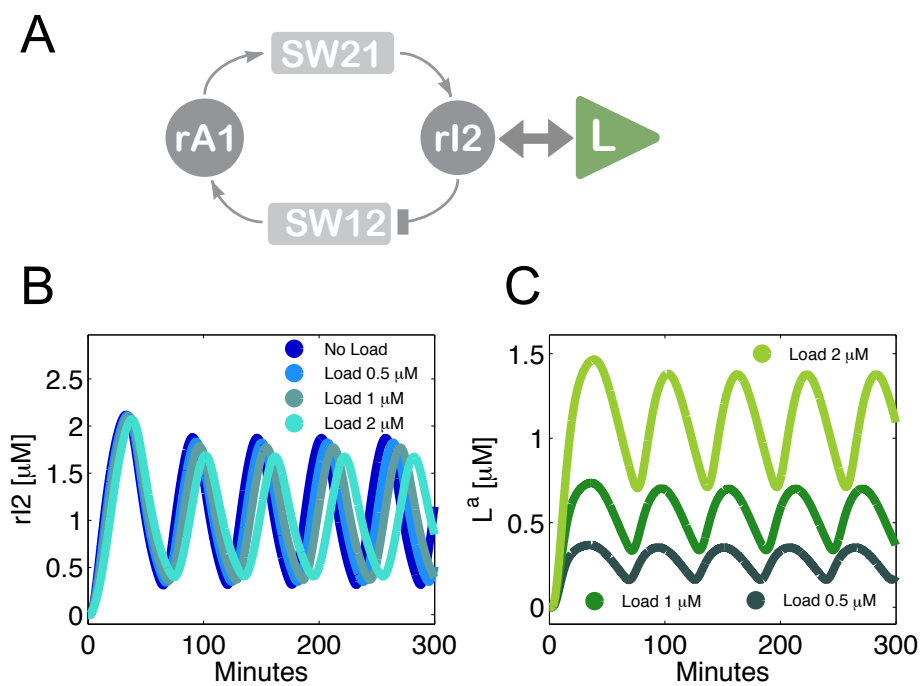 A
SW21
rA1
rI2
L
SW12
B
C
rI2 [µM]
2.5
2
1.5
1
0.5
0
No Load
Load 0.5 µM
Load 1 µM
Load 2 µM
0
100
200
300
Minutes
Lᵃ [µM]
1.5
1
0.5
0
Load 2 µM
Load 1 µM
Load 0.5 µM
0
100
200
300
Minutes